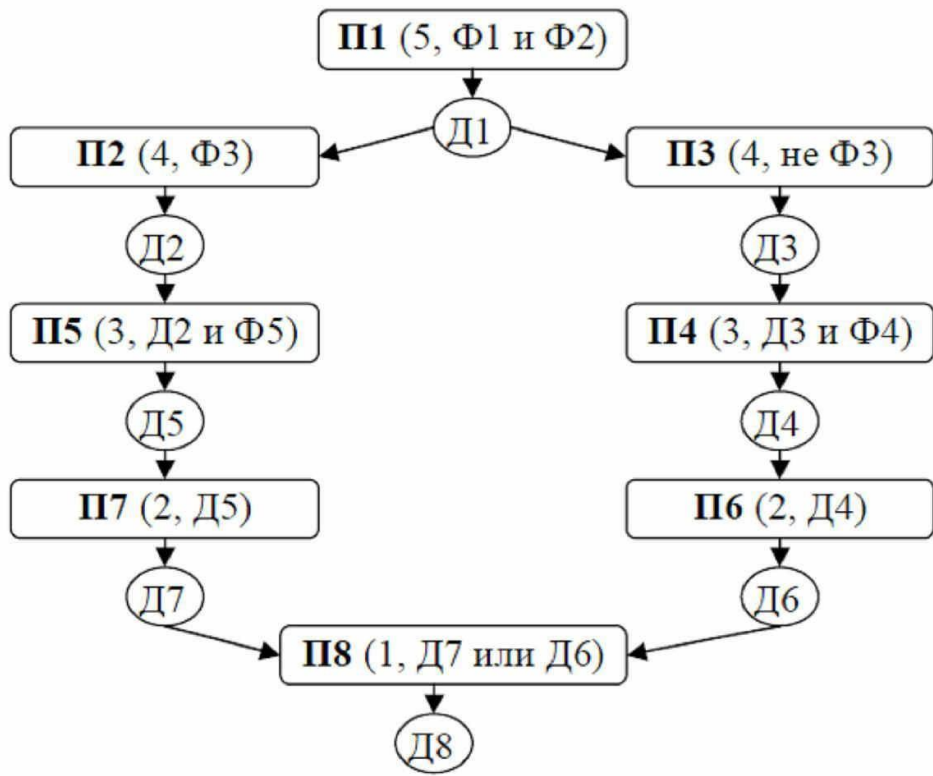 П1 (5, Ф1 и Ф2)
Д1
П2 (4, Ф3)
П3 (4, не Ф3)
Д2
Д3
П5 (3, Д2 и Ф5)
П4 (3, Д3 и Ф4)
Д5
Д4
П7 (2, Д5)
П6 (2, Д4)
Д7
Д6
П8 (1, Д7 или Д6)
Д8